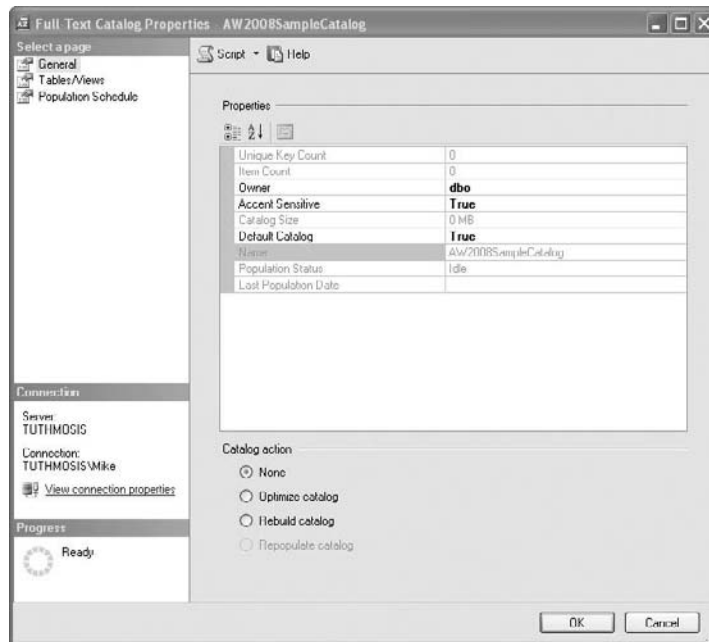 Full-Text Catalog Properties - AW2008SampleCatalog
Select a page
General
Tables/Views
Population Schedule
Script
Help
Properties
Unique Key Count 0
Item Count 0
Owner dbo
Accent Sensitive True
Catalog Size 0 MB
Default Catalog True
Name AW2008SampleCatalog
Population Status Idle
Last Population Date
Connection
Server:
TUTHMOSIS
Connection:
TUTHMOSIS\Mike
View connection properties
Progress
Ready
Catalog action
None
Optimize catalog
Rebuild catalog
Repopulate catalog
OK
Cancel